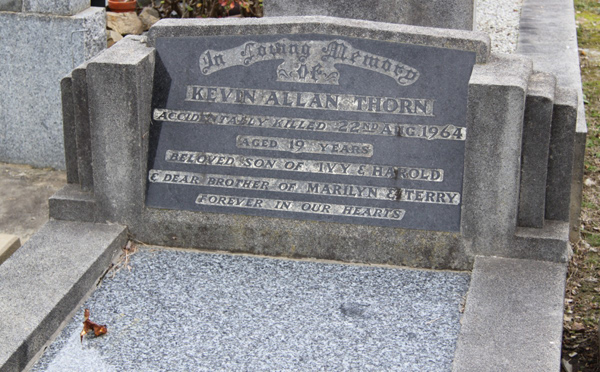 In Loving Memory
Of
KEVIN ALLAN THORN
ACCIDENTALLY KILLED 22ND AUG 1964
AGED 19 YEARS
BELOVED SON OF IVY & HAROLD
& DEAR BROTHER OF MARILYN & TERRY
FOREVER IN OUR HEARTS